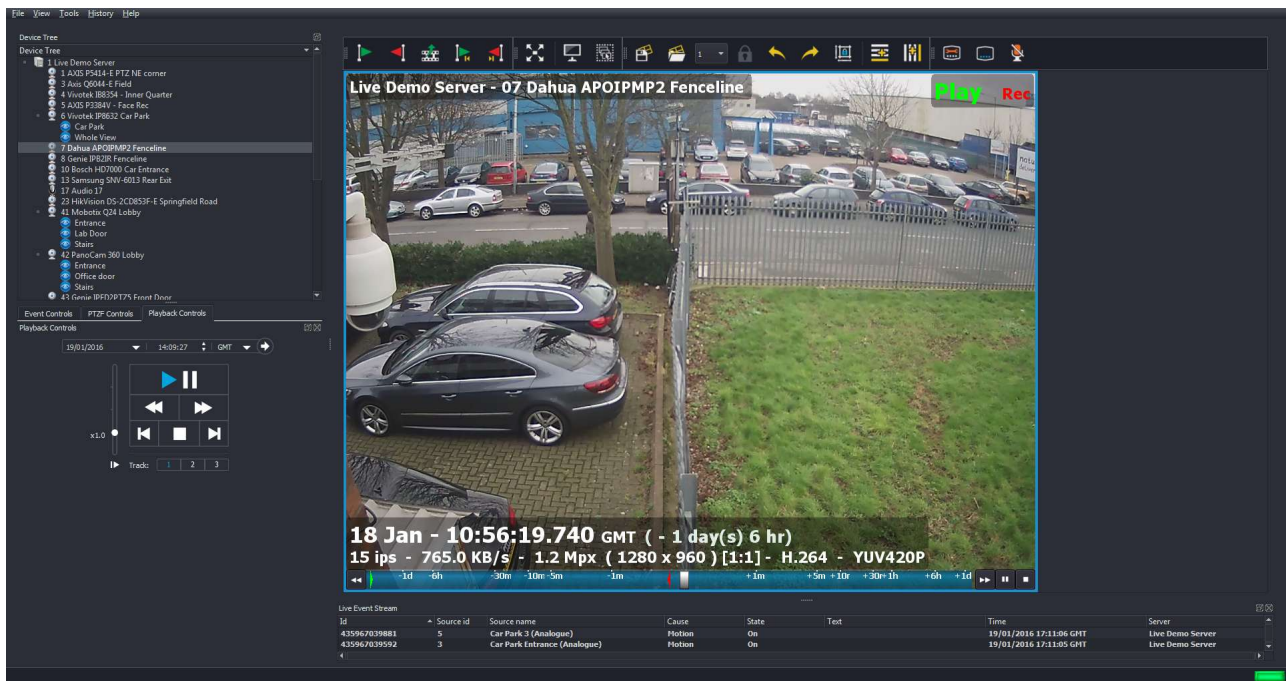 File View Tools History Help
Device Tree
Device Tree
1 Live Demo Server
1 AXIS P5414-E PTZ NE corner
3 Axis Q6044-E Field
4 Vivotek IB8354 - Inner Quarter
5 AXIS P3384V - Face Rec
6 Vivotek IP8632 Car Park
Car Park
Whole View
7 Dahua APOIPMP2 Fenceline
8 Genie IPB2IR Fenceline
10 Bosch HD7000 Car Entrance
13 Samsung SNV-6013 Rear Exit
17 Audio 17
23 HikVision DS-2CD853F-E Springfield Road
41 Mobotix Q24 Lobby
Entrance
Lab Door
Stairs
42 PanoCam 360 Lobby
Entrance
Office door
Stairs
43 Genie IPFD2PTZ5 Front Door
Event Controls PTZF Controls Playback Controls
Playback Controls
19/01/2016 14:09:27 GMT
x1.0
Track: 1 2 3
1
Live Demo Server - 07 Dahua APOIPMP2 Fenceline
Play Rec
18 Jan - 10:56:19.740 GMT ( - 1 day(s) 6 hr)
15 ips - 765.0 KB/s - 1.2 Mpx ( 1280 x 960 ) [1:1] - H.264 - YUV420P
-1d -6h -30m -10m -5m -1m +1m +5m +10m +30m +1h +6h +1d
Live Event Stream
Id Source id Source name Cause State Text Time Server
435967039881 5 Car Park 3 (Analogue) Motion On 19/01/2016 17:11:06 GMT Live Demo Server
435967039592 3 Car Park Entrance (Analogue) Motion On 19/01/2016 17:11:05 GMT Live Demo Server